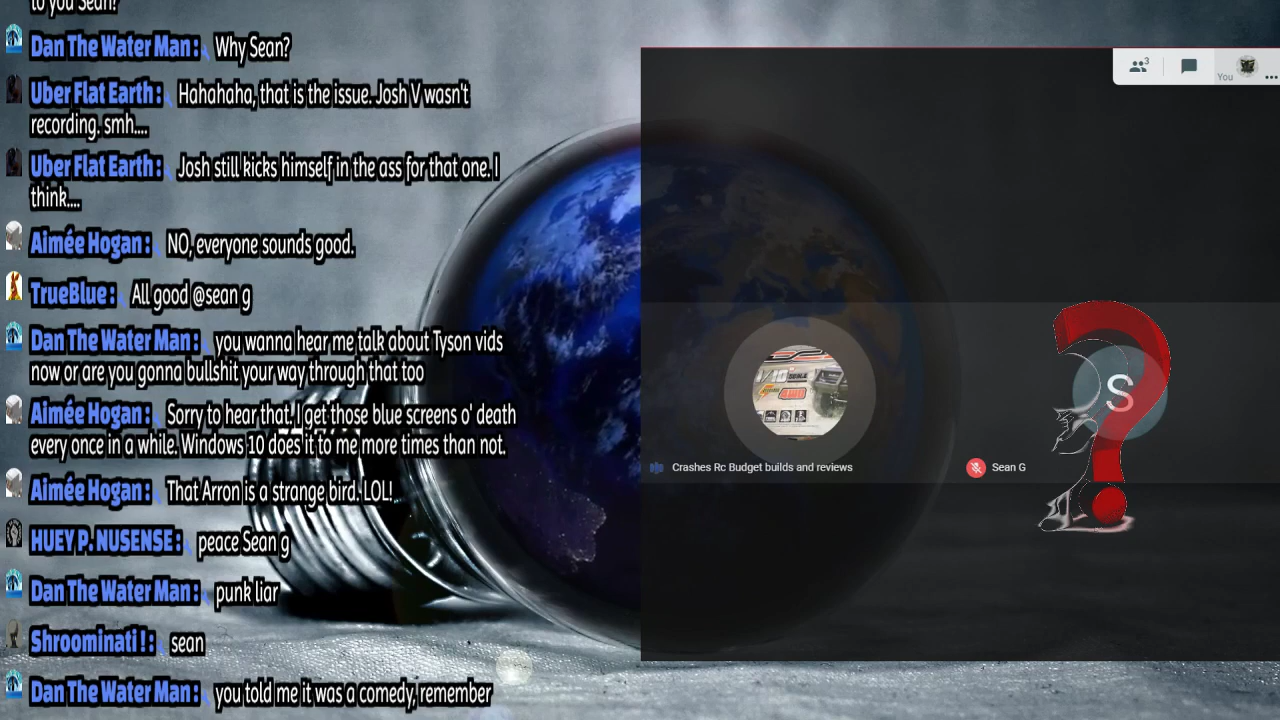 to you Sean?
Dan The Water Man : Why Sean?
Uber Flat Earth : Hahahaha, that is the issue. Josh V wasn't
recording. smh....
Uber Flat Earth : Josh still kicks himself in the ass for that one. I
think....
Aimée Hogan : NO, everyone sounds good.
TrueBlue : All good @sean g
Dan The Water Man : you wanna hear me talk about Tyson vids
now or are you gonna bullshit your way through that too
Aimée Hogan : Sorry to hear that. I get those blue screens o' death
every once in a while. Windows 10 does it to me more times than not.
Aimée Hogan : That Arron is a strange bird. LOL!
HUEY P. NUSENSE : peace Sean g
Dan The Water Man : punk liar
Shroominati ! : sean
Dan The Water Man : you told me it was a comedy, remember
3
You
S
Crashes Rc Budget builds and reviews
Sean G